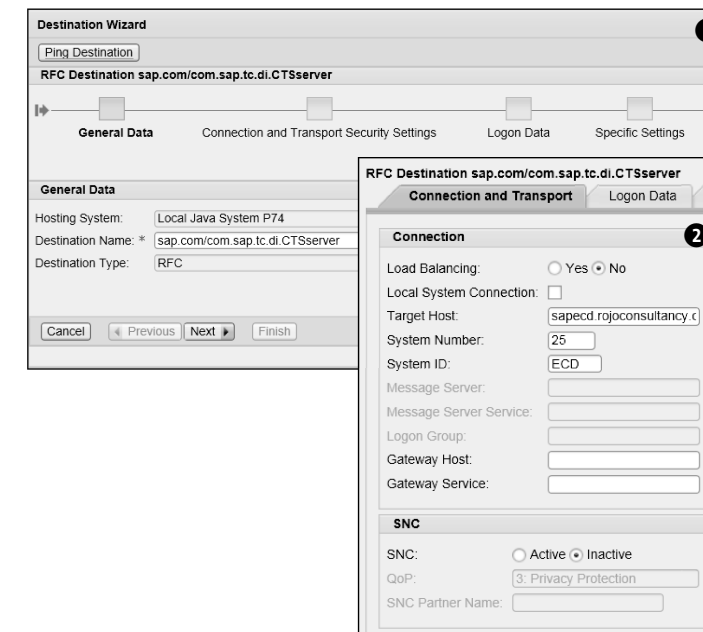 Destination Wizard
Ping Destination
RFC Destination sap.com/com.sap.tc.di.CTSserver
General Data Connection and Transport Security Settings Logon Data Specific Settings
General Data
Hosting System: Local Java System P74
Destination Name: * sap.com/com.sap.tc.di.CTSserver
Destination Type: RFC
Cancel Previous Next Finish
RFC Destination sap.com/com.sap.tc.di.CTSserver
Connection and Transport Logon Data
Connection 2
Load Balancing: Yes No
Local System Connection:
Target Host: sapecd.rojoconsultancy.c
System Number: 25
System ID: ECD
Message Server:
Message Server Service:
Logon Group:
Gateway Host:
Gateway Service:
SNC
SNC: Active Inactive
QoP: 3: Privacy Protection
SNC Partner Name: